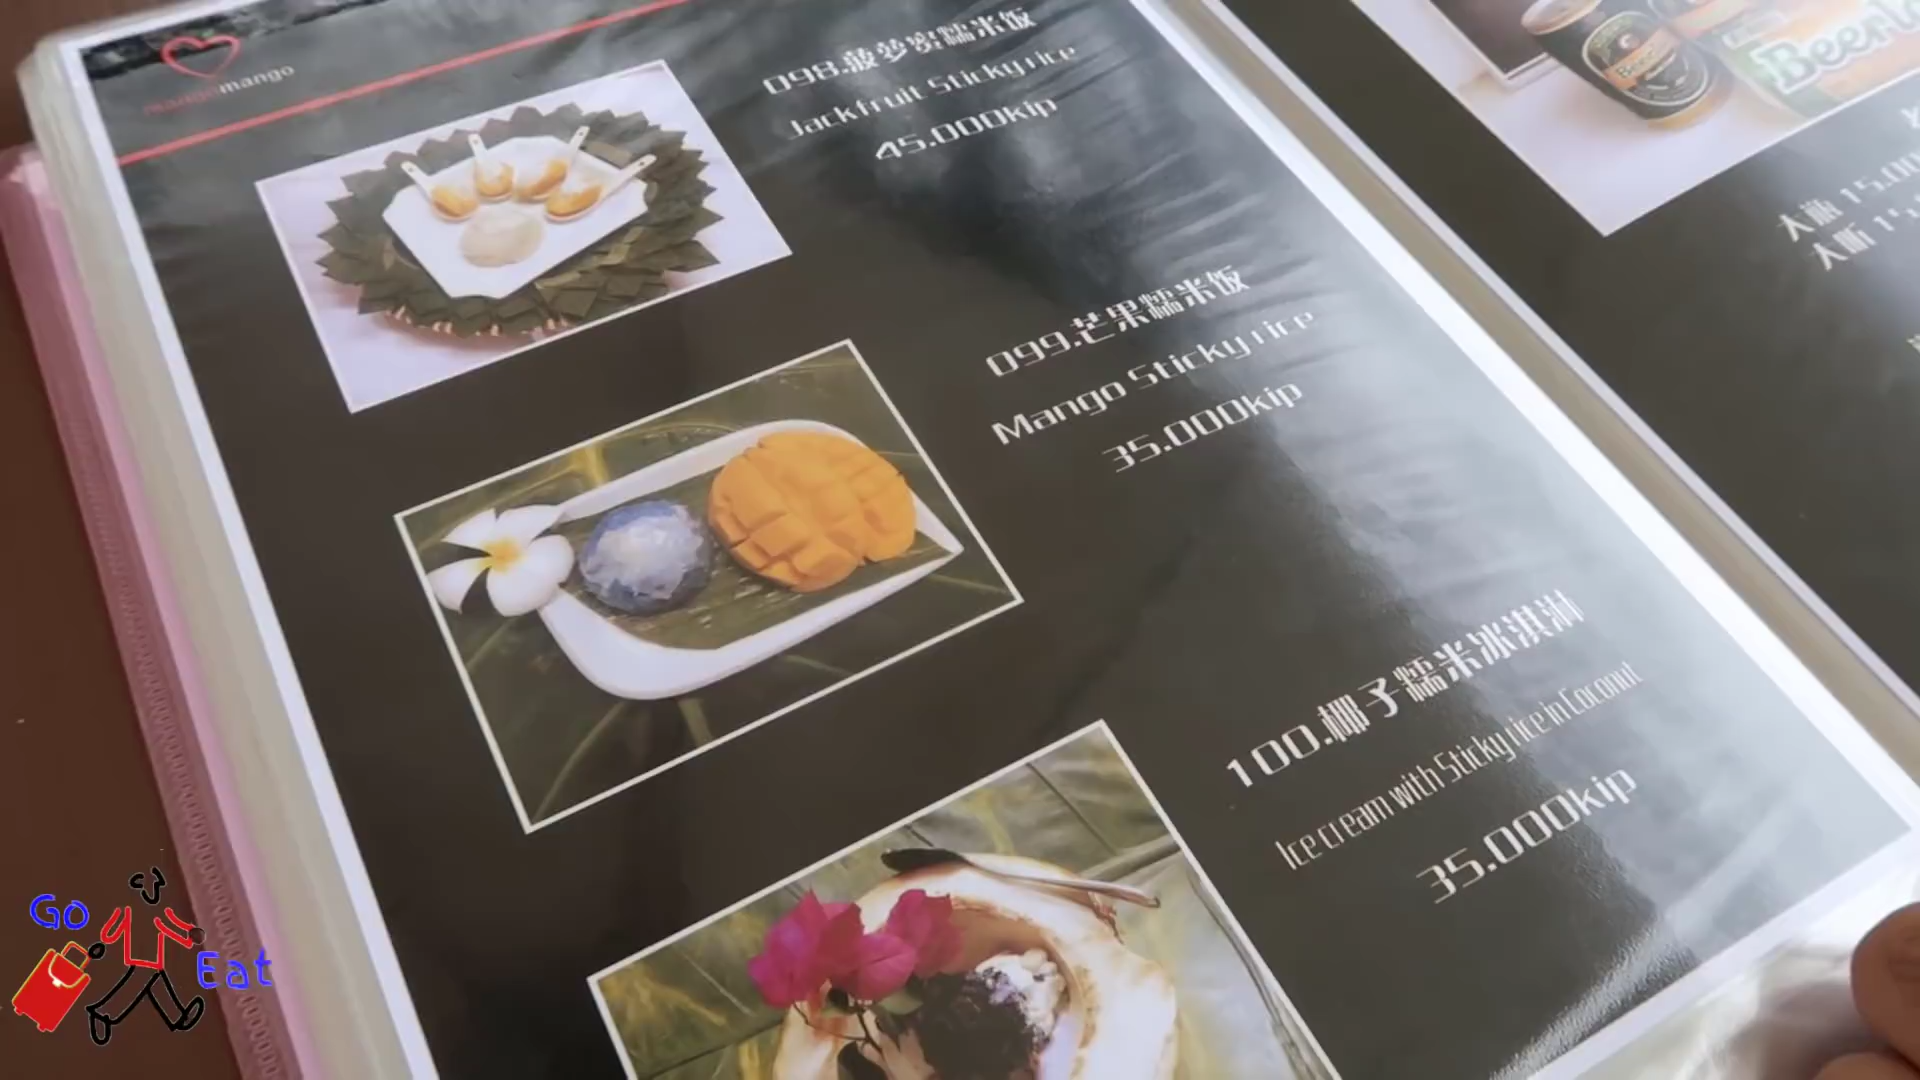 mangomango
098.菠萝蜜糯米饭
Jackfruit Sticky rice
45.000kip
099.芒果糯米饭
Mango Sticky rice
35.000kip
100.椰子糯米冰淇淋
Ice cream with Sticky rice in Coconut
35.000kip
Beerl
Go
Eat